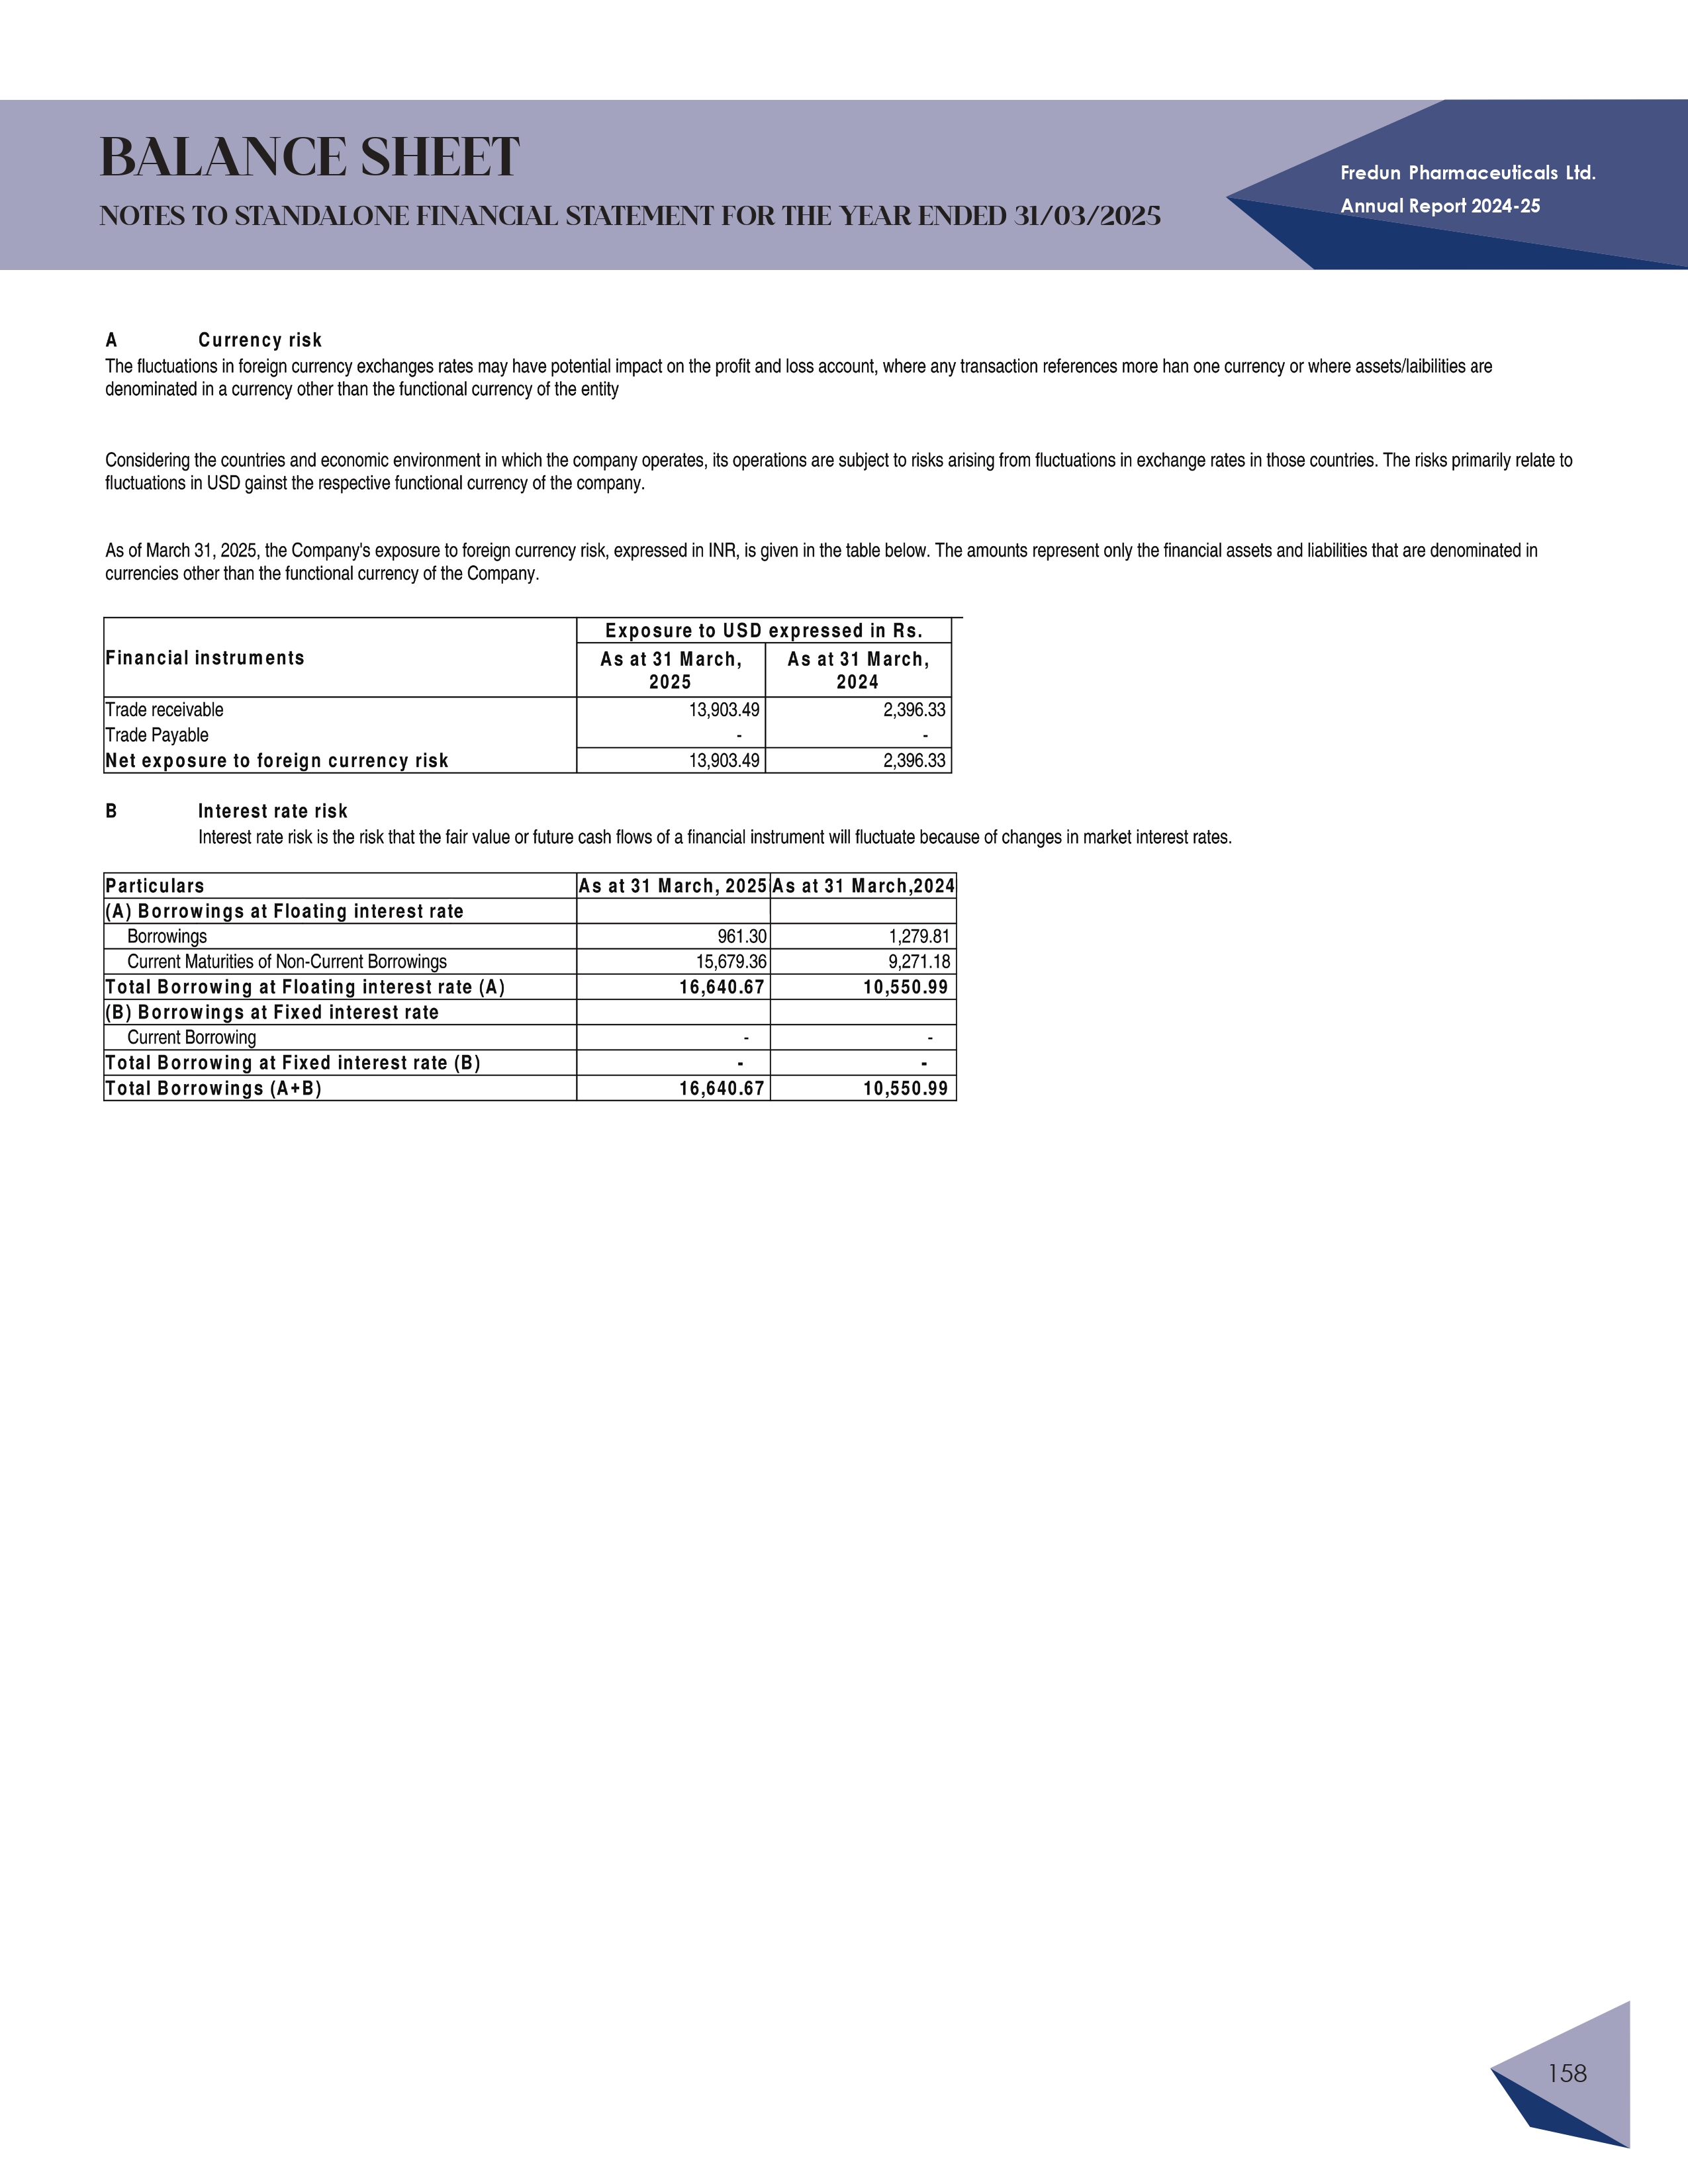 BALANCE SHEET
NOTES TO STANDALONE FINANCIAL STATEMENT FOR THE YEAR ENDED 31/03/2025
Fredun Pharmaceuticals Ltd.
Annual Report 2024-25
A Currency risk
The fluctuations in foreign currency exchanges rates may have potential impact on the profit and loss account, where any transaction references more han one currency or where assets/laibilities are
denominated in a currency other than the functional currency of the entity
Considering the countries and economic environment in which the company operates, its operations are subject to risks arising from fluctuations in exchange rates in those countries. The risks primarily relate to
fluctuations in USD gainst the respective functional currency of the company.
As of March 31, 2025, the Company's exposure to foreign currency risk, expressed in INR, is given in the table below. The amounts represent only the financial assets and liabilities that are denominated in
currencies other than the functional currency of the Company.
Financial instruments Exposure to USD expressed in Rs.
As at 31 March, 2025 As at 31 March, 2024
Trade receivable 13,903.49 2,396.33
Trade Payable - -
Net exposure to foreign currency risk 13,903.49 2,396.33
B Interest rate risk
Interest rate risk is the risk that the fair value or future cash flows of a financial instrument will fluctuate because of changes in market interest rates.
Particulars As at 31 March, 2025 As at 31 March,2024
(A) Borrowings at Floating interest rate
Borrowings 961.30 1,279.81
Current Maturities of Non-Current Borrowings 15,679.36 9,271.18
Total Borrowing at Floating interest rate (A) 16,640.67 10,550.99
(B) Borrowings at Fixed interest rate
Current Borrowing - -
Total Borrowing at Fixed interest rate (B) - -
Total Borrowings (A+B) 16,640.67 10,550.99
158